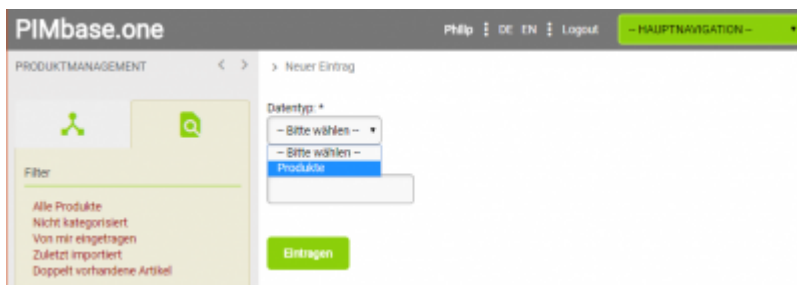 PIMbase.one
Philip ⋮ DE EN ⋮ Logout
-- HAUPTNAVIGATION --
PRODUKTMANAGEMENT < >
> Neuer Eintrag
Datentyp: *
-- Bitte wählen --
-- Bitte wählen --
Produkte
Filter
Alle Produkte
Nicht kategorisiert
Von mir eingetragen
Zuletzt importiert
Doppelt vorhandene Artikel
Eintragen